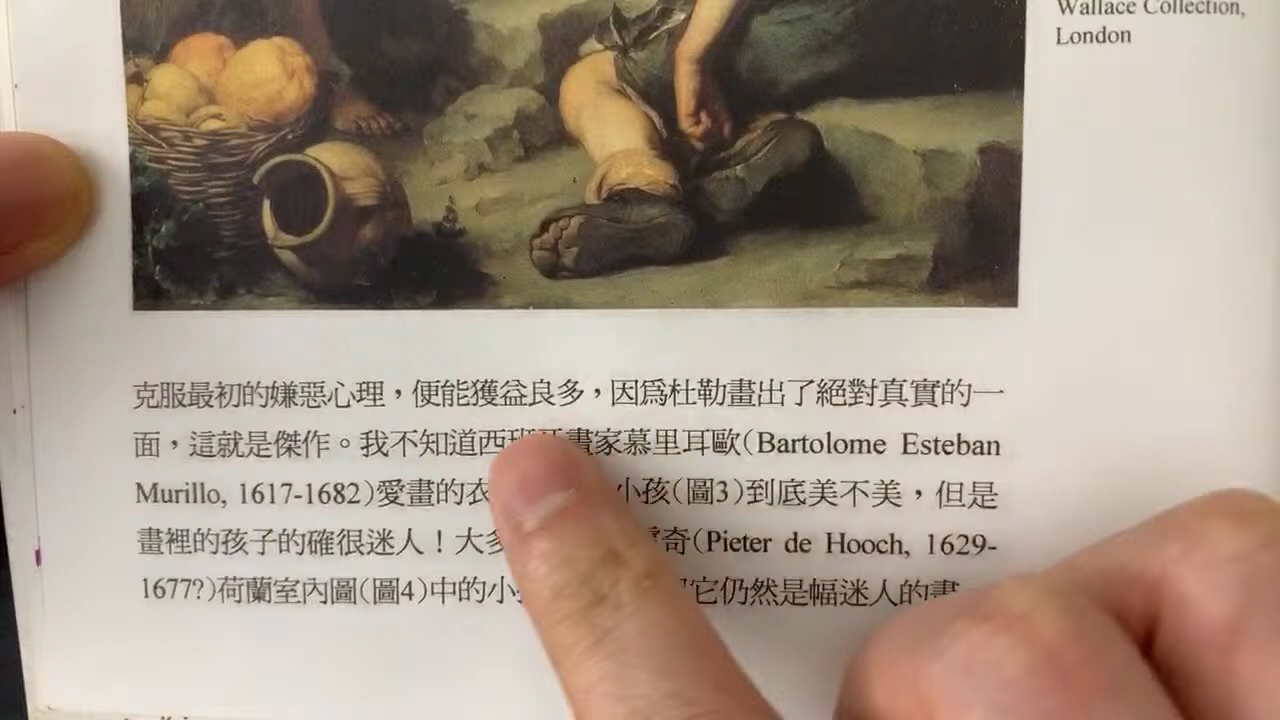 Wallace Collection,
London
克服最初的嫌惡心理，便能獲益良多，因爲杜勒畫出了絕對真實的一
面，這就是傑作。我不知道西班牙畫家慕里耳歐(Bartolome Esteban
Murillo, 1617-1682)愛畫的衣 小孩(圖3)到底美不美，但是
畫裡的孩子的確很迷人！大多 奇(Pieter de Hooch, 1629-
1677?)荷蘭室內圖(圖4)中的小 它仍然是幅迷人的畫